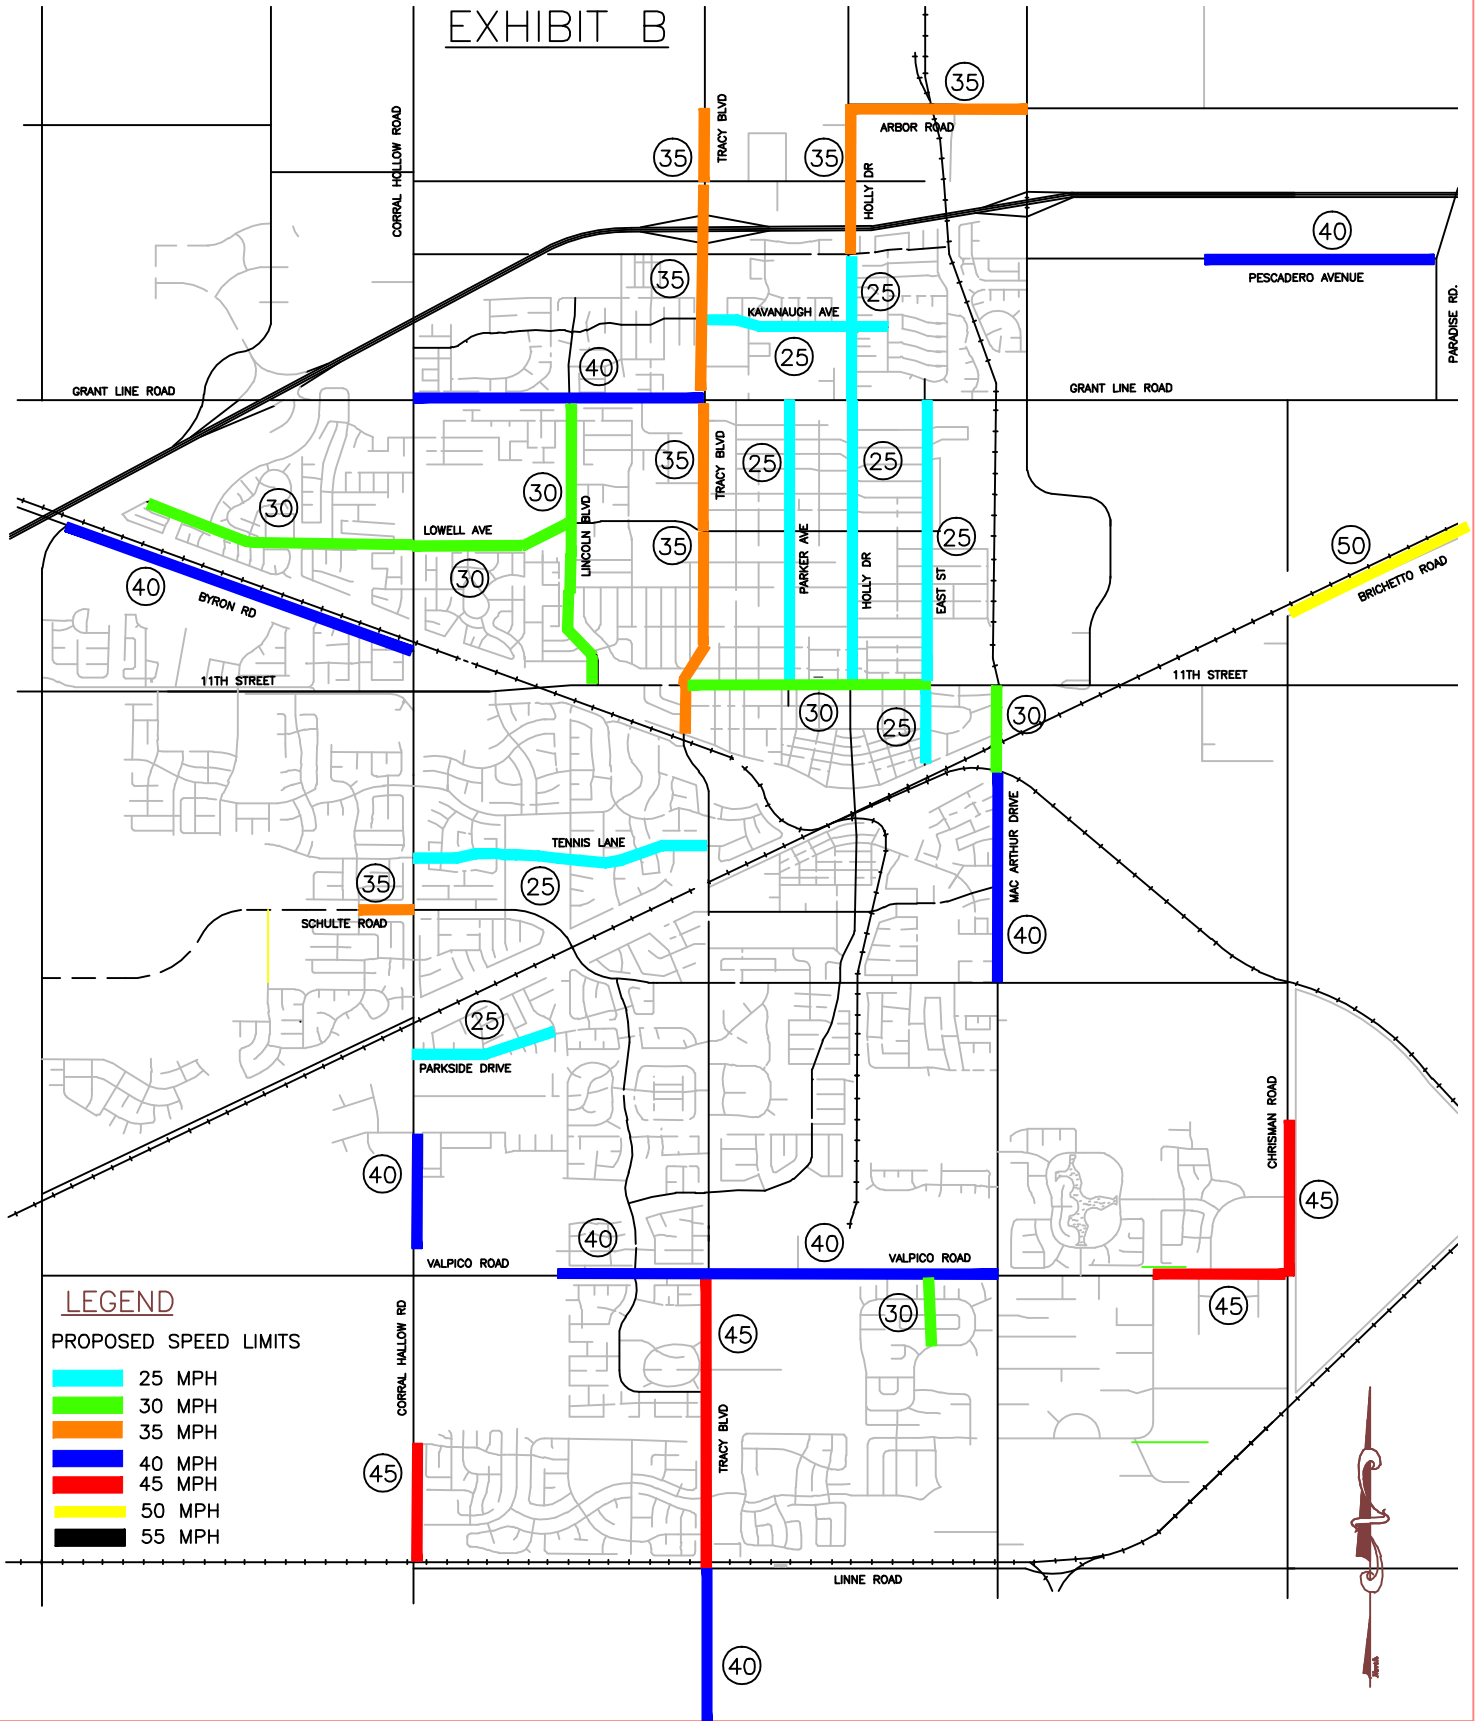 EXHIBIT B
35
ARBOR ROAD
TRACY BLVD
CORRAL HOLLOW ROAD
35
35
HOLLY DR
40
PESCADERO AVENUE
35
25
KAVANAUGH AVE
25
PARADISE RD.
40
GRANT LINE ROAD
GRANT LINE ROAD
35
TRACY BLVD
25
25
30
30
LOWELL AVE
LINCOLN BLVD
35
PARKER AVE
HOLLY DR
25
EAST ST
50
BRICHETTO ROAD
40
BYRON RD
30
11TH STREET
11TH STREET
30
25
30
TENNIS LANE
25
MAC ARTHUR DRIVE
35
SCHULTE ROAD
40
25
PARKSIDE DRIVE
CHRISMAN ROAD
40
45
40
40
VALPICO ROAD
VALPICO ROAD
45
30
45
LEGEND
PROPOSED SPEED LIMITS
25 MPH
30 MPH
35 MPH
40 MPH
45 MPH
50 MPH
55 MPH
CORRAL HALLOW RD
45
TRACY BLVD
LINNE ROAD
40
North